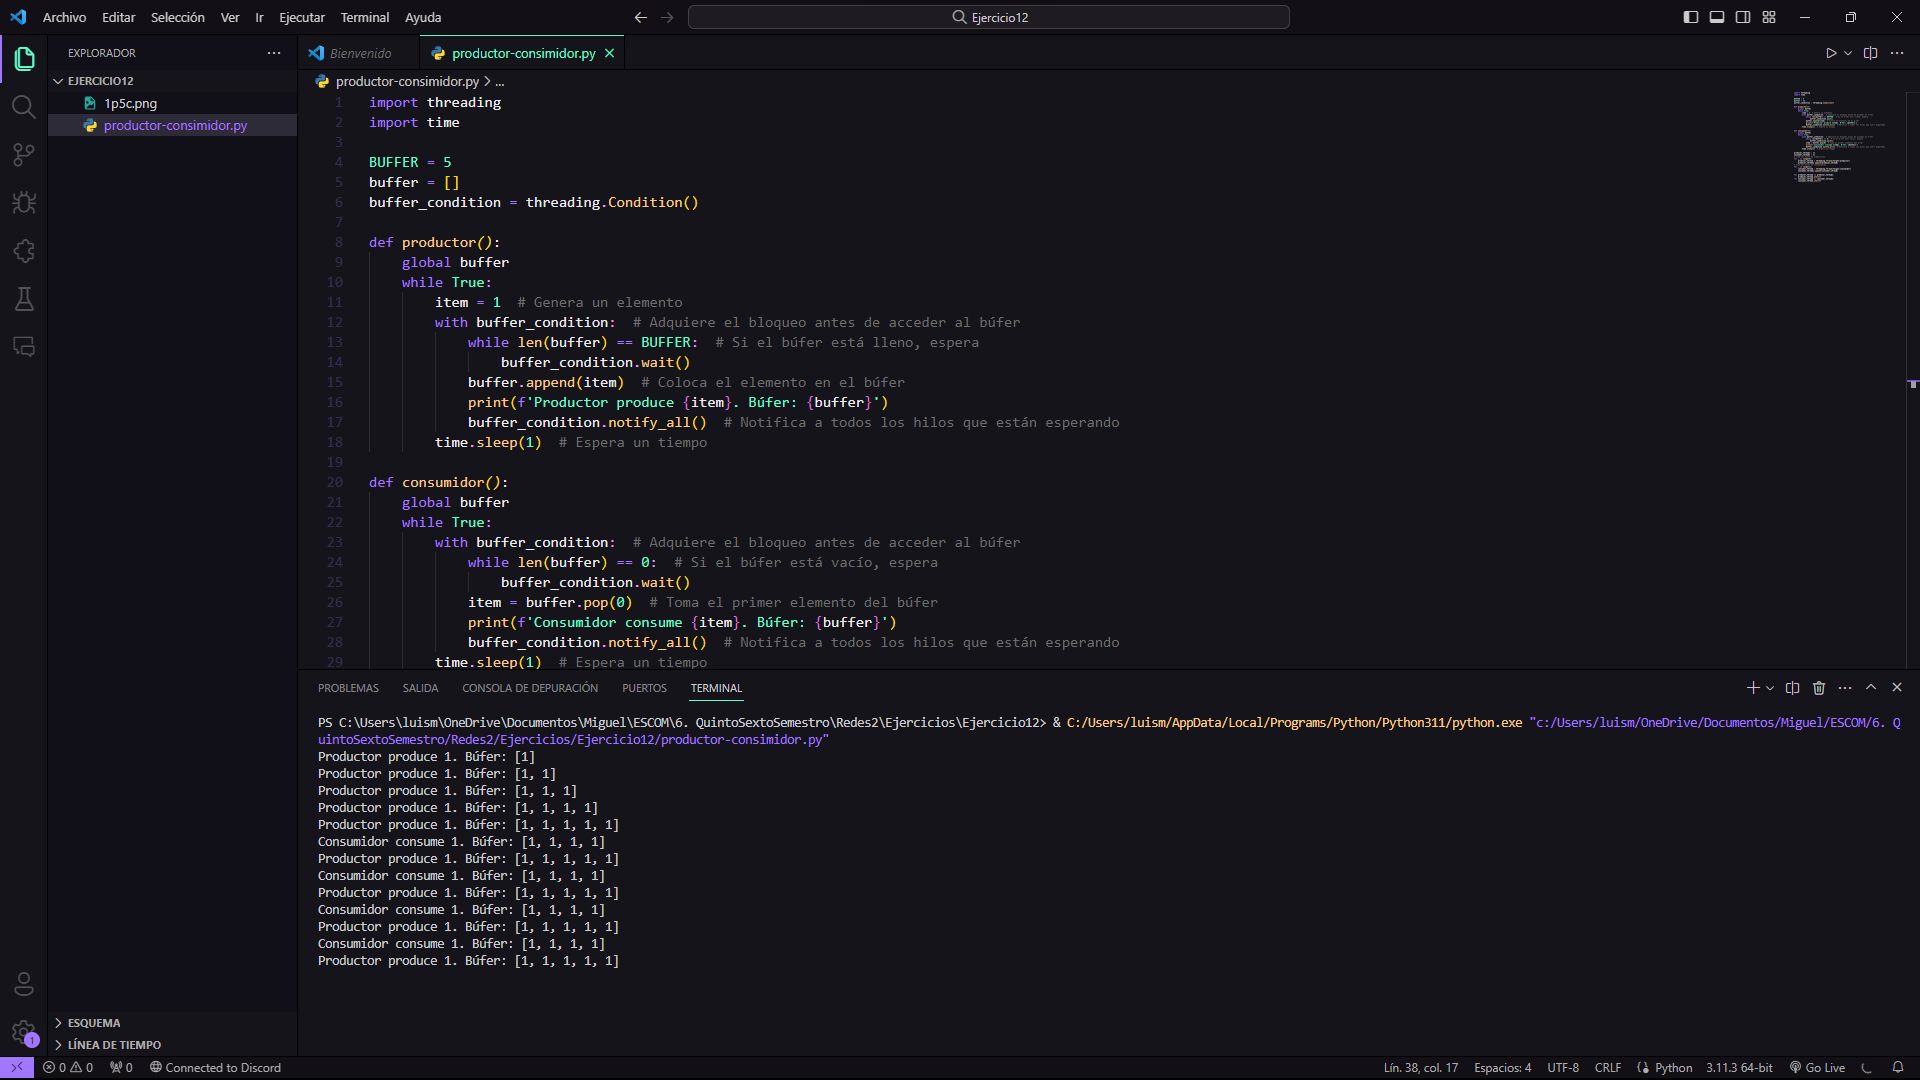 Archivo Editar Selección Ver Ir Ejecutar Terminal Ayuda
Ejercicio12
EXPLORADOR
Bienvenido
productor-consimidor.py
EJERCICIO12
1p5c.png
productor-consimidor.py
productor-consimidor.py > ...
1 import threading
2 import time
3
4 BUFFER = 5
5 buffer = []
6 buffer_condition = threading.Condition()
7
8 def productor():
9 global buffer
10 while True:
11 item = 1 # Genera un elemento
12 with buffer_condition: # Adquiere el bloqueo antes de acceder al búfer
13 while len(buffer) == BUFFER: # Si el búfer está lleno, espera
14 buffer_condition.wait()
15 buffer.append(item) # Coloca el elemento en el búfer
16 print(f'Productor produce {item}. Búfer: {buffer}')
17 buffer_condition.notify_all() # Notifica a todos los hilos que están esperando
18 time.sleep(1) # Espera un tiempo
19
20 def consumidor():
21 global buffer
22 while True:
23 with buffer_condition: # Adquiere el bloqueo antes de acceder al búfer
24 while len(buffer) == 0: # Si el búfer está vacío, espera
25 buffer_condition.wait()
26 item = buffer.pop(0) # Toma el primer elemento del búfer
27 print(f'Consumidor consume {item}. Búfer: {buffer}')
28 buffer_condition.notify_all() # Notifica a todos los hilos que están esperando
29 time.sleep(1) # Espera un tiempo
PROBLEMAS SALIDA CONSOLA DE DEPURACIÓN PUERTOS TERMINAL
PS C:\Users\luism\OneDrive\Documentos\Miguel\ESCOM\6. QuintoSextoSemestro\Redes2\Ejercicios\Ejercicio12> & C:/Users/luism/AppData/Local/Programs/Python/Python311/python.exe "c:/Users/luism/OneDrive/Documentos/Miguel/ESCOM/6. Q
uintoSextoSemestro/Redes2/Ejercicios/Ejercicio12/productor-consimidor.py"
Productor produce 1. Búfer: [1]
Productor produce 1. Búfer: [1, 1]
Productor produce 1. Búfer: [1, 1, 1]
Productor produce 1. Búfer: [1, 1, 1, 1]
Productor produce 1. Búfer: [1, 1, 1, 1, 1]
Consumidor consume 1. Búfer: [1, 1, 1, 1]
Productor produce 1. Búfer: [1, 1, 1, 1, 1]
Consumidor consume 1. Búfer: [1, 1, 1, 1]
Productor produce 1. Búfer: [1, 1, 1, 1, 1]
Consumidor consume 1. Búfer: [1, 1, 1, 1]
Productor produce 1. Búfer: [1, 1, 1, 1, 1]
Consumidor consume 1. Búfer: [1, 1, 1, 1]
Productor produce 1. Búfer: [1, 1, 1, 1, 1]
ESQUEMA
LÍNEA DE TIEMPO
1
0 0 0 Connected to Discord Lín. 38, col. 17 Espacios: 4 UTF-8 CRLF Python 3.11.3 64-bit Go Live